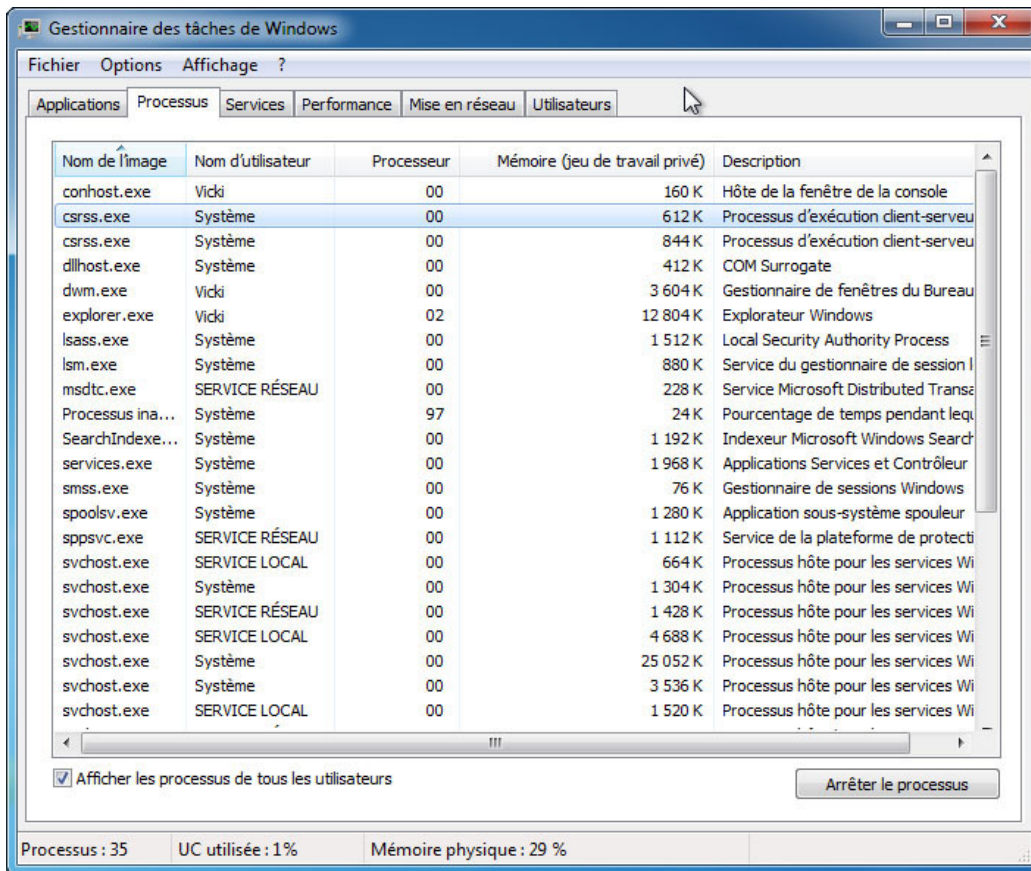 Gestionnaire des tâches de Windows
Fichier Options Affichage ?
Applications Processus Services Performance Mise en réseau Utilisateurs
Nom de l'image Nom d'utilisateur Processeur Mémoire (jeu de travail privé) Description
conhost.exe Vicki 00 160 K Hôte de la fenêtre de la console
csrss.exe Système 00 612 K Processus d'exécution client-serveu
csrss.exe Système 00 844 K Processus d'exécution client-serveu
dllhost.exe Système 00 412 K COM Surrogate
dwm.exe Vicki 00 3 604 K Gestionnaire de fenêtres du Bureau
explorer.exe Vicki 02 12 804 K Explorateur Windows
lsass.exe Système 00 1 512 K Local Security Authority Process
lsm.exe Système 00 880 K Service du gestionnaire de session l
msdtc.exe SERVICE RÉSEAU 00 228 K Service Microsoft Distributed Transa
Processus ina... Système 97 24 K Pourcentage de temps pendant lequ
SearchIndexe... Système 00 1 192 K Indexeur Microsoft Windows Search
services.exe Système 00 1 968 K Applications Services et Contrôleur
smss.exe Système 00 76 K Gestionnaire de sessions Windows
spoolsv.exe Système 00 1 280 K Application sous-système spouleur
sppsvc.exe SERVICE RÉSEAU 00 1 112 K Service de la plateforme de protecti
svchost.exe SERVICE LOCAL 00 664 K Processus hôte pour les services Wi
svchost.exe Système 00 1 304 K Processus hôte pour les services Wi
svchost.exe SERVICE RÉSEAU 00 1 428 K Processus hôte pour les services Wi
svchost.exe SERVICE LOCAL 00 4 688 K Processus hôte pour les services Wi
svchost.exe Système 00 25 052 K Processus hôte pour les services Wi
svchost.exe Système 00 3 536 K Processus hôte pour les services Wi
svchost.exe SERVICE LOCAL 00 1 520 K Processus hôte pour les services Wi
Afficher les processus de tous les utilisateurs
Arrêter le processus
Processus : 35 UC utilisée : 1% Mémoire physique : 29 %